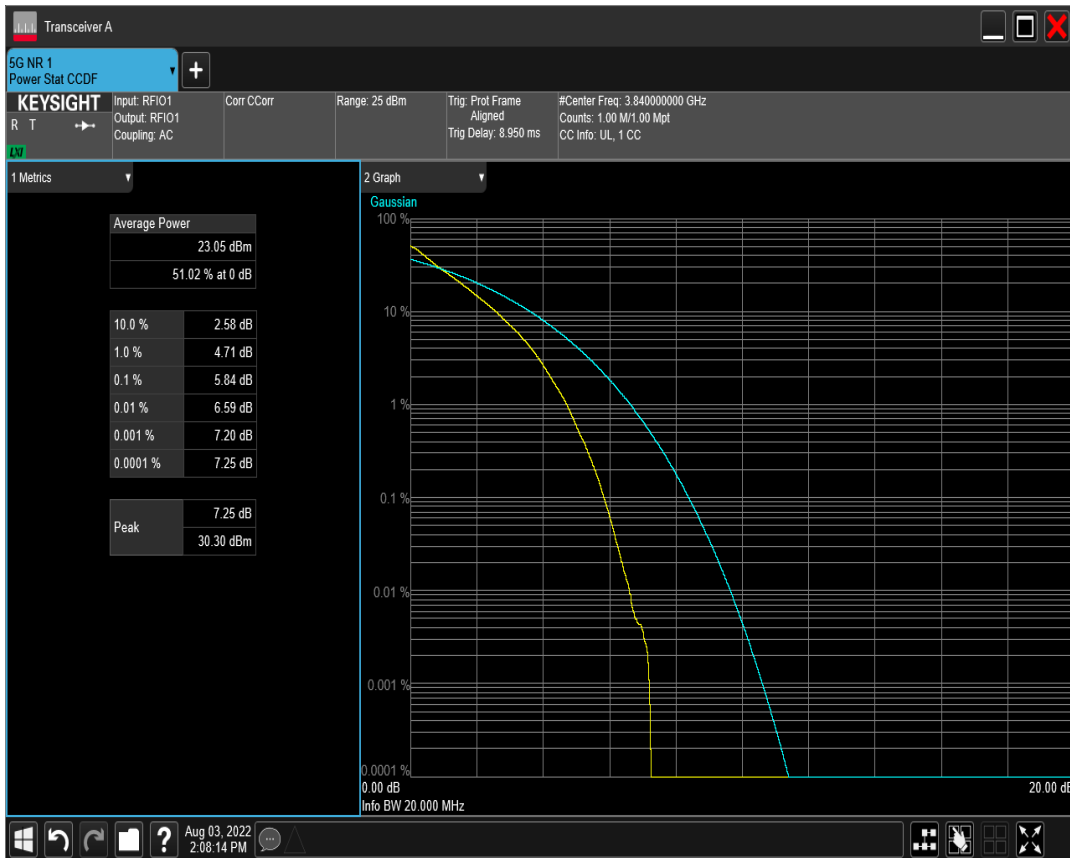 Transceiver A
5G NR 1
Power Stat CCDF
KEYSIGHT
R T
LXI
Input: RFIO1
Output: RFIO1
Coupling: AC
Corr CCorr
Range: 25 dBm
Trig: Prot Frame
Aligned
Trig Delay: 8.950 ms
#Center Freq: 3.840000000 GHz
Counts: 1.00 M/1.00 Mpt
CC Info: UL, 1 CC
1 Metrics
Average Power
23.05 dBm
51.02 % at 0 dB
10.0 % 2.58 dB
1.0 % 4.71 dB
0.1 % 5.84 dB
0.01 % 6.59 dB
0.001 % 7.20 dB
0.0001 % 7.25 dB
Peak 7.25 dB
30.30 dBm
2 Graph
Gaussian
100 %
10 %
1 %
0.1 %
0.01 %
0.001 %
0.0001 %
0.00 dB 20.00 dB
Info BW 20.000 MHz
Aug 03, 2022
2:08:14 PM